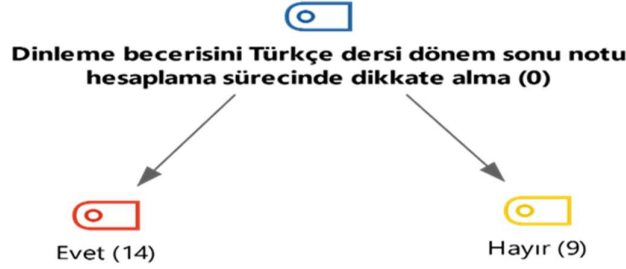 Dinleme becerisini Türkçe dersi dönem sonu notu
hesaplama sürecinde dikkate alma (0)
Evet (14)
Hayır (9)